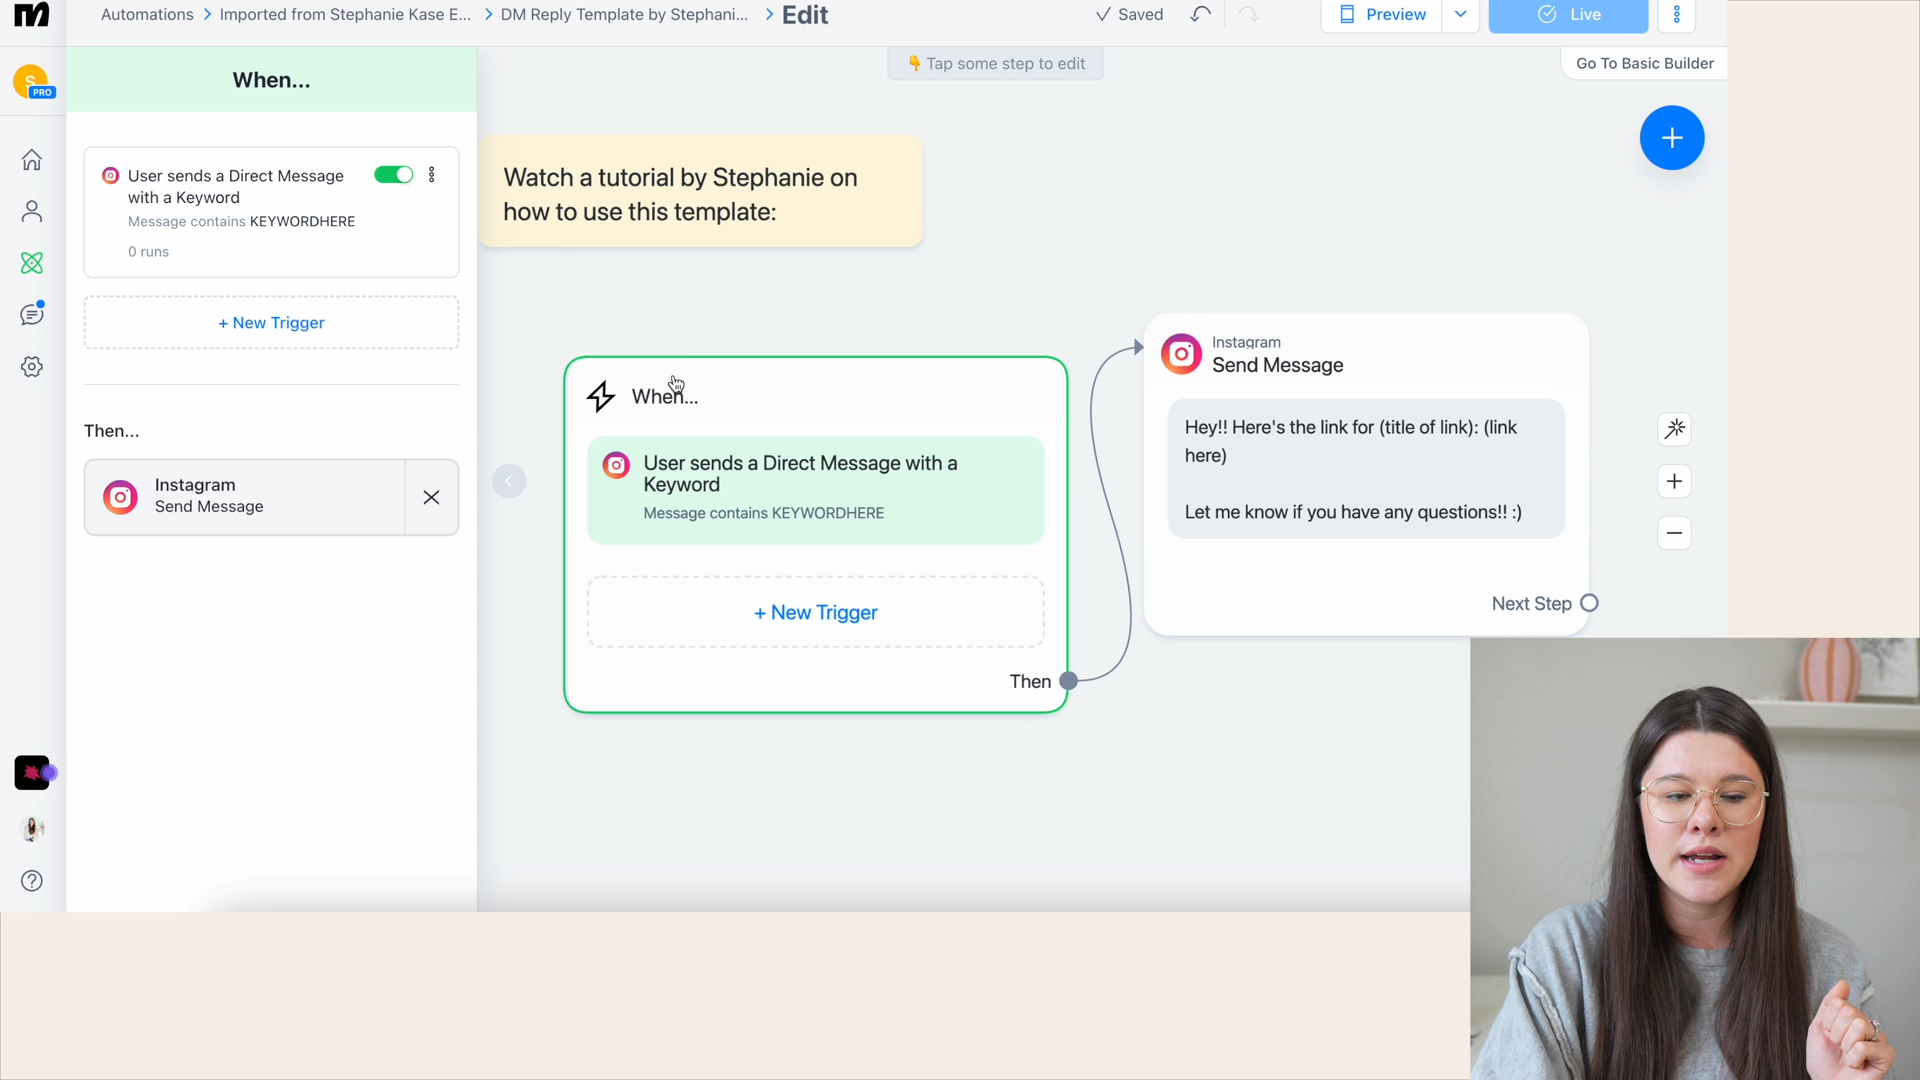 Automations > Imported from Stephanie Kase E... > DM Reply Template by Stephani... > Edit
Saved
Preview
Live
S
PRO
When...
👇 Tap some step to edit
Go To Basic Builder
User sends a Direct Message
with a Keyword
Message contains KEYWORDHERE
0 runs
+ New Trigger
Then...
Instagram
Send Message
Watch a tutorial by Stephanie on
how to use this template:
When...
User sends a Direct Message with a
Keyword
Message contains KEYWORDHERE
+ New Trigger
Then
Instagram
Send Message
Hey!! Here's the link for (title of link): (link
here)
Let me know if you have any questions!! :)
Next Step